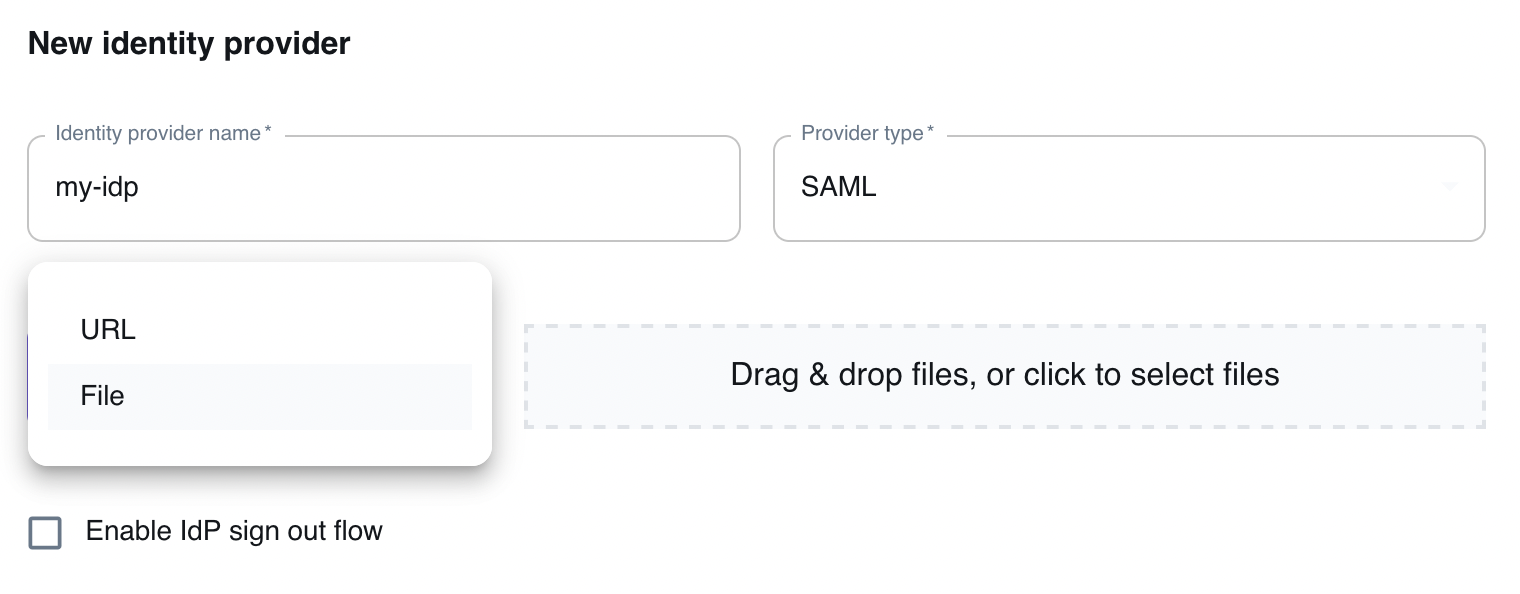 New identity provider
Identity provider name *
Provider type *
my-idp
SAML
URL
File
Drag & drop files, or click to select files
Enable IdP sign out flow